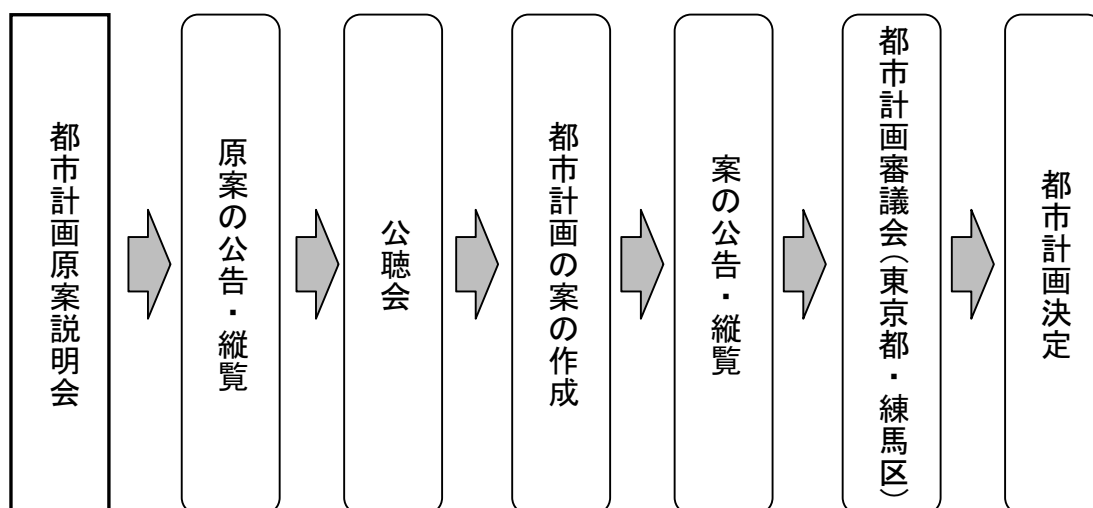 都市計画原案説明会
原案の公告・縦覧
公聴会
都市計画の案の作成
案の公告・縦覧
都市計画審議会(東京都・練馬区)
都市計画決定